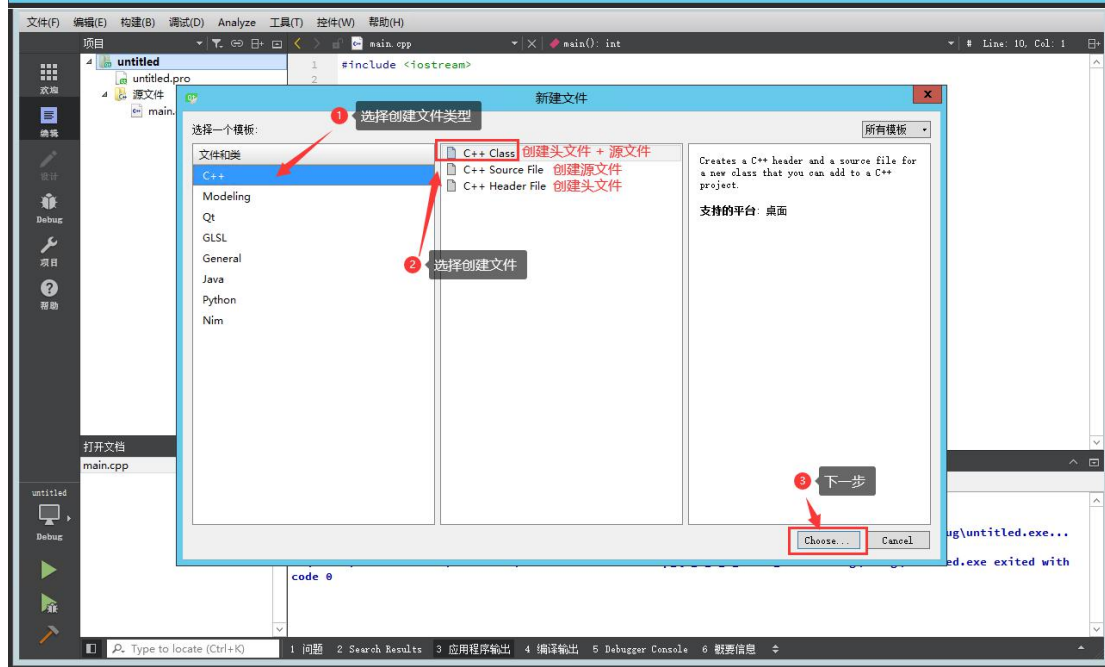 文件(F) 编辑(E) 构建(B) 调试(D) Analyze 工具(T) 控件(W) 帮助(H)
项目
main.cpp
main(): int
# Line: 10, Col: 1
欢迎
编辑
设计
Debug
项目
帮助
untitled
untitled.pro
源文件
main.
1 #include <iostream>
2
新建文件
1 选择创建文件类型
选择一个模板:
所有模板
文件和类
C++
Modeling
Qt
GLSL
General
Java
Python
Nim
C++ Class 创建头文件 + 源文件
C++ Source File 创建源文件
C++ Header File 创建头文件
2 选择创建文件
Creates a C++ header and a source file for
a new class that you can add to a C++
project.
支持的平台: 桌面
3 下一步
Choose... Cancel
打开文档
main.cpp
untitled
Debug
ug\untitled.exe...
ed.exe exited with
code 0
Type to locate (Ctrl+K)
1 问题 2 Search Results 3 应用程序输出 4 编译输出 5 Debugger Console 6 概要信息